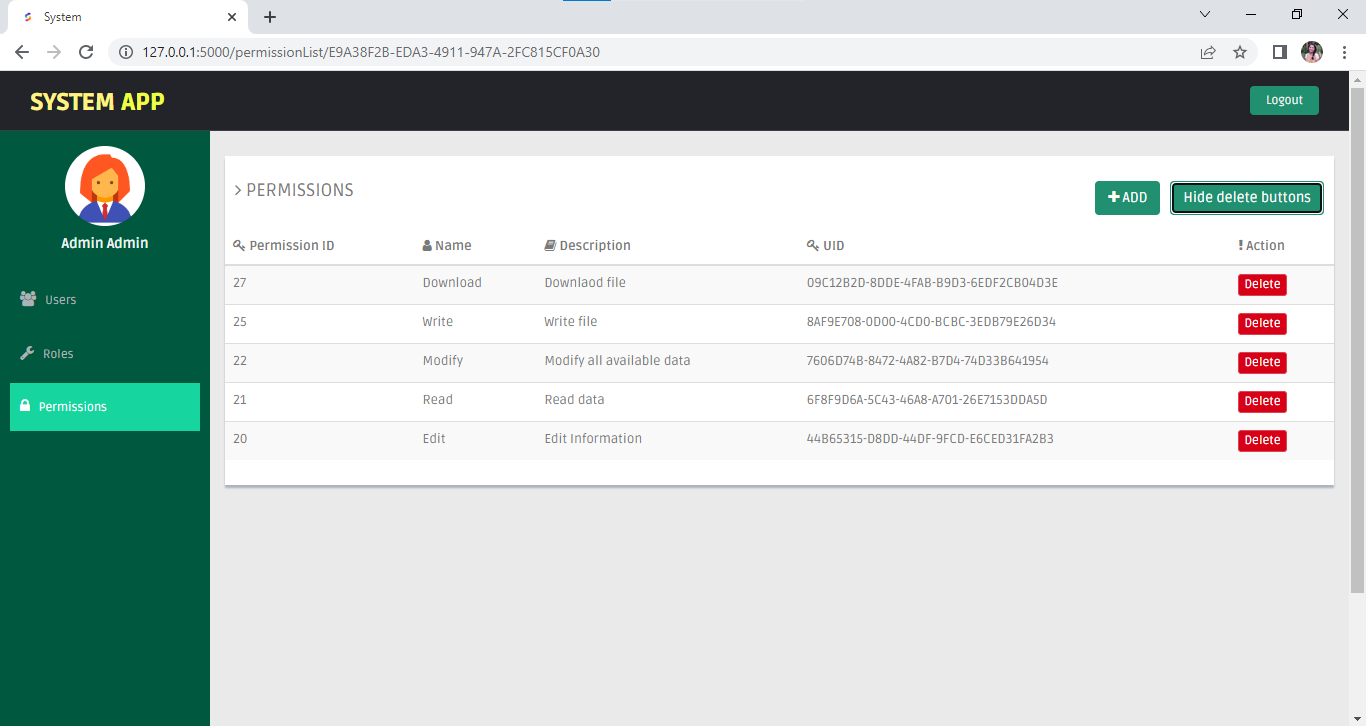 System
127.0.0.1:5000/permissionList/E9A38F2B-EDA3-4911-947A-2FC815CF0A30
SYSTEM APP
Logout
Admin Admin
Users
Roles
Permissions
> PERMISSIONS
ADD
Hide delete buttons
Permission ID Name Description UID Action
27 Download Downlaod file 09C12B2D-8DDE-4FAB-B9D3-6EDF2CB04D3E Delete
25 Write Write file 8AF9E708-0D00-4CD0-BCBC-3EDB79E26D34 Delete
22 Modify Modify all available data 7606D74B-8472-4A82-B7D4-74D33B641954 Delete
21 Read Read data 6F8F9D6A-5C43-46A8-A701-26E7153DDA5D Delete
20 Edit Edit Information 44B65315-D8DD-44DF-9FCD-E6CED31FA2B3 Delete